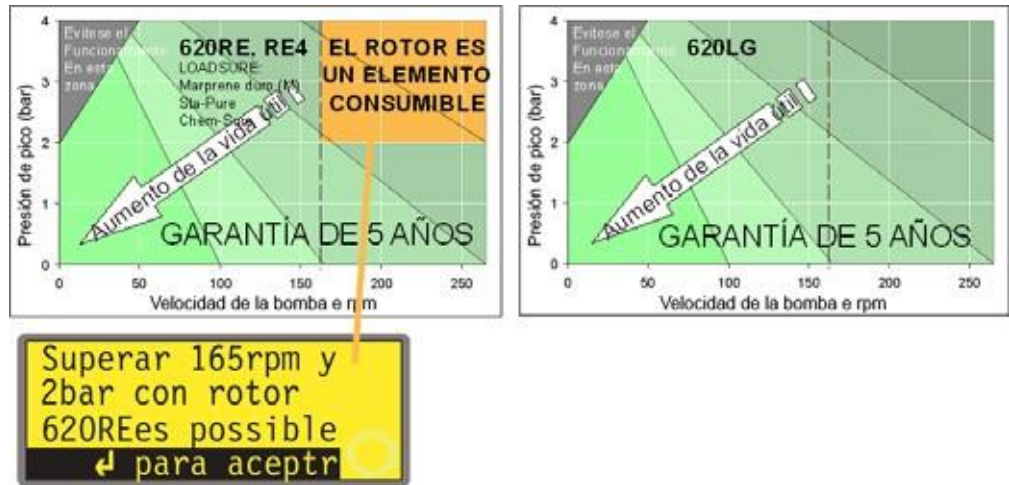 Evitese el
Funcionamiento
En esta
zona
620RE, RE4
LOADSURE:
Marprene duro (M)
Sta-Pure
Chem-Sure
EL ROTOR ES
UN ELEMENTO
CONSUMIBLE
Aumento de la vida útil
GARANTÍA DE 5 AÑOS
Presión de pico (bar)
4
3
2
1
0
0
50
100
150
200
250
Velocidad de la bomba e rpm
Evitese el
Funcionamiento
En esta
zona
620LG
Aumento de la vida útil
GARANTÍA DE 5 AÑOS
Presión de pico (bar)
4
3
2
1
0
0
50
100
150
200
250
Velocidad de la bomba e rpm
Superar 165rpm y
2bar con rotor
620REes possible
↲ para aceptr